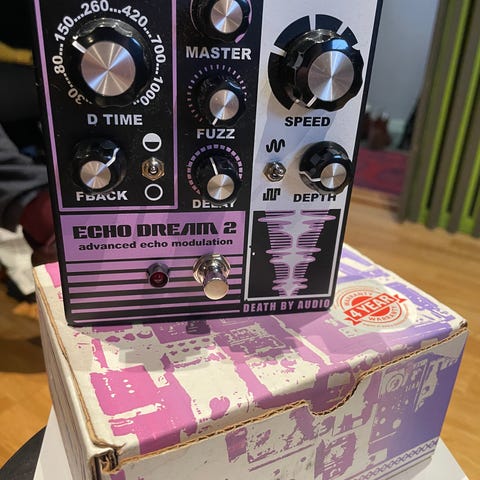 30
80
150
260
420
700
1000
D TIME
MASTER
SPEED
FUZZ
FBACK
DELAY
DEPTH
ECHO DREAM 2
advanced echo modulation
DEATH BY AUDIO
4 YEAR
WARRANTY